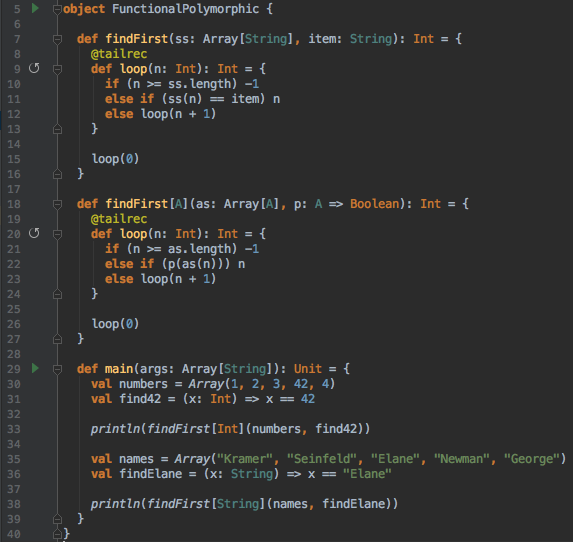 5 object FunctionalPolymorphic {
6
7   def findFirst(ss: Array[String], item: String): Int = {
8     @tailrec
9     def loop(n: Int): Int = {
10       if (n >= ss.length) -1
11       else if (ss(n) == item) n
12       else loop(n + 1)
13     }
14
15     loop(0)
16   }
17
18   def findFirst[A](as: Array[A], p: A => Boolean): Int = {
19     @tailrec
20     def loop(n: Int): Int = {
21       if (n >= as.length) -1
22       else if (p(as(n))) n
23       else loop(n + 1)
24     }
25
26     loop(0)
27   }
28
29   def main(args: Array[String]): Unit = {
30     val numbers = Array(1, 2, 3, 42, 4)
31     val find42 = (x: Int) => x == 42
32
33     println(findFirst[Int](numbers, find42))
34
35     val names = Array("Kramer", "Seinfeld", "Elane", "Newman", "George")
36     val findElane = (x: String) => x == "Elane"
37
38     println(findFirst[String](names, findElane))
39   }
40 }